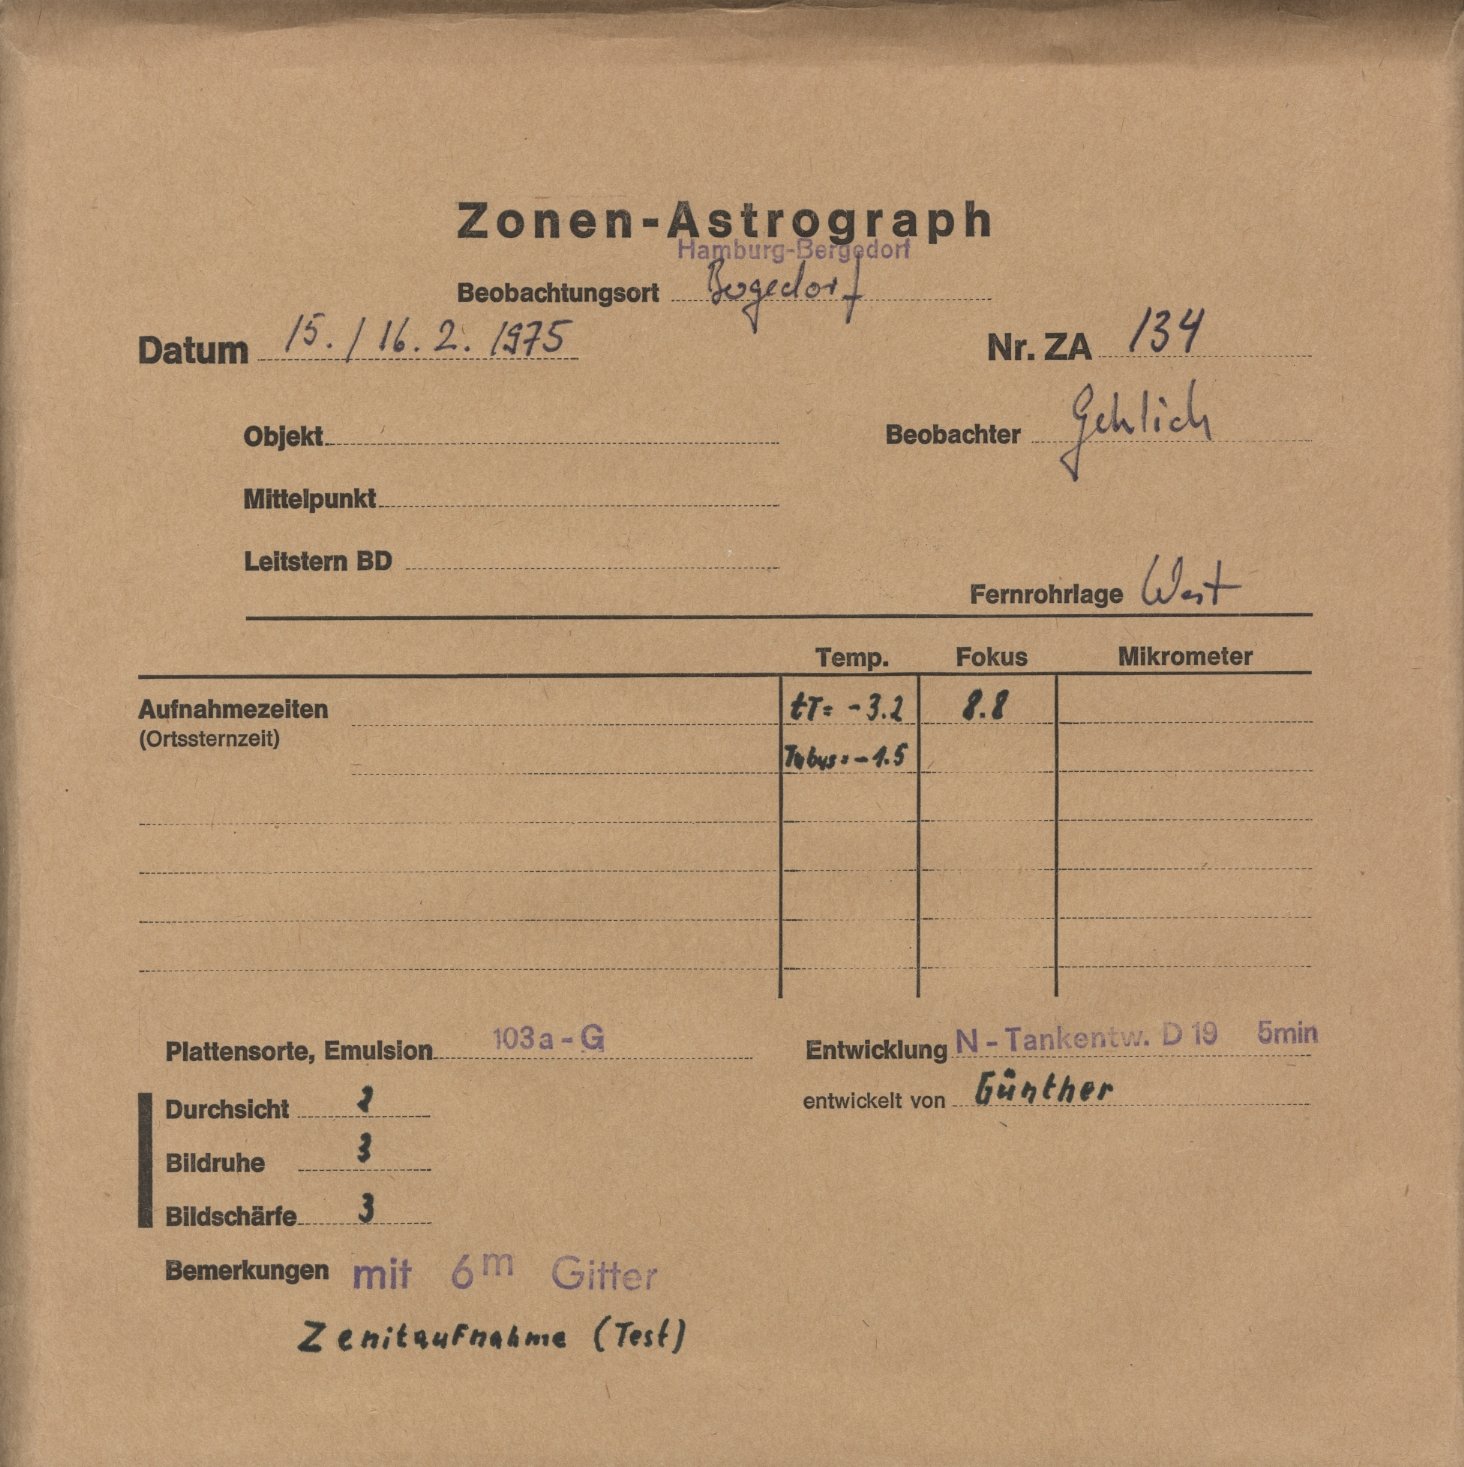 Zonen-Astrograph
Hamburg-Bergedorf
Beobachtungsort Bergedorf
Datum 15./16.2.1975 Nr. ZA 134
Objekt Beobachter Gehlich
Mittelpunkt
Leitstern BD
Fernrohrlage West
Temp. Fokus Mikrometer
Aufnahmezeiten tT= -3.2 8.8
(Ortssternzeit)
Tubus= -1.5
Plattensorte, Emulsion 103a-G Entwicklung N-Tankentw. D 19 5min
Durchsicht 2 entwickelt von Günther
Bildruhe 3
Bildschärfe 3
Bemerkungen mit 6m Gitter
Zenitaufnahme (Test)